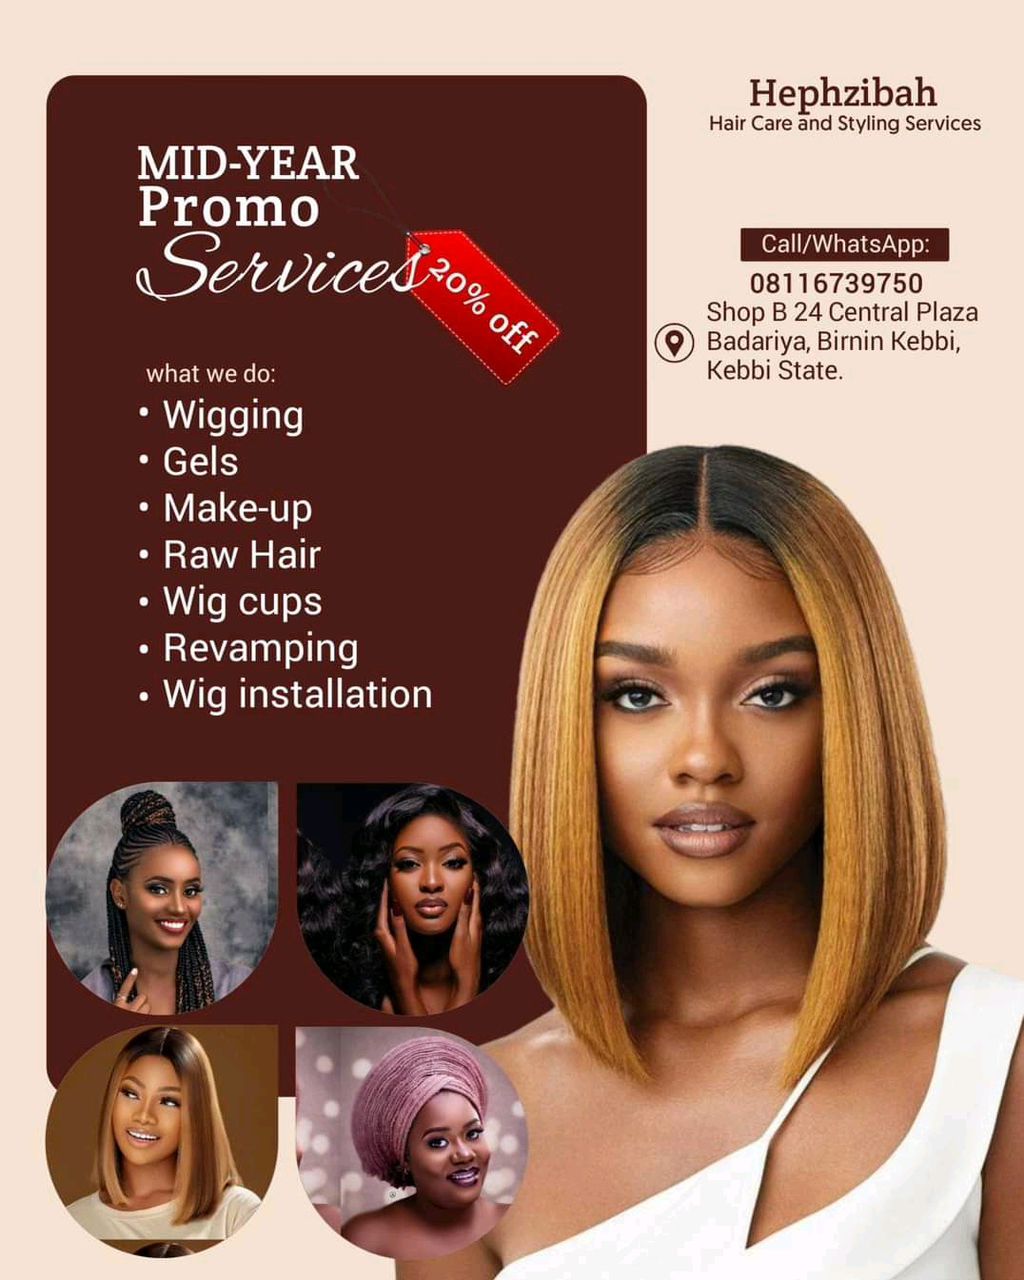 Hephzibah
Hair Care and Styling Services
MID-YEAR
Promo
Services
20% off
Call/WhatsApp:
08116739750
Shop B 24 Central Plaza
Badariya, Birnin Kebbi,
Kebbi State.
what we do:
• Wigging
• Gels
• Make-up
• Raw Hair
• Wig cups
• Revamping
• Wig installation